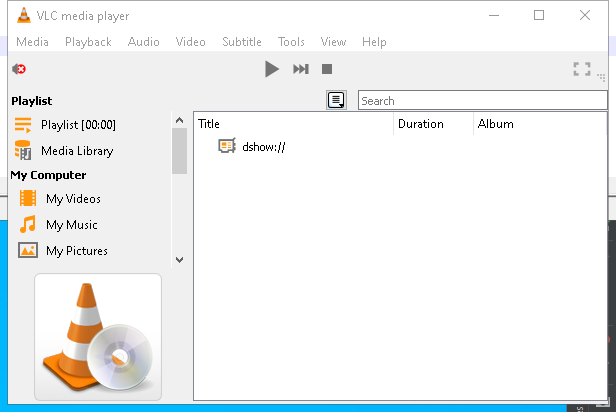 VLC media player
Media Playback Audio Video Subtitle Tools View Help
Playlist
Search
Playlist [00:00]
Media Library
My Computer
My Videos
My Music
My Pictures
Title Duration Album
dshow://